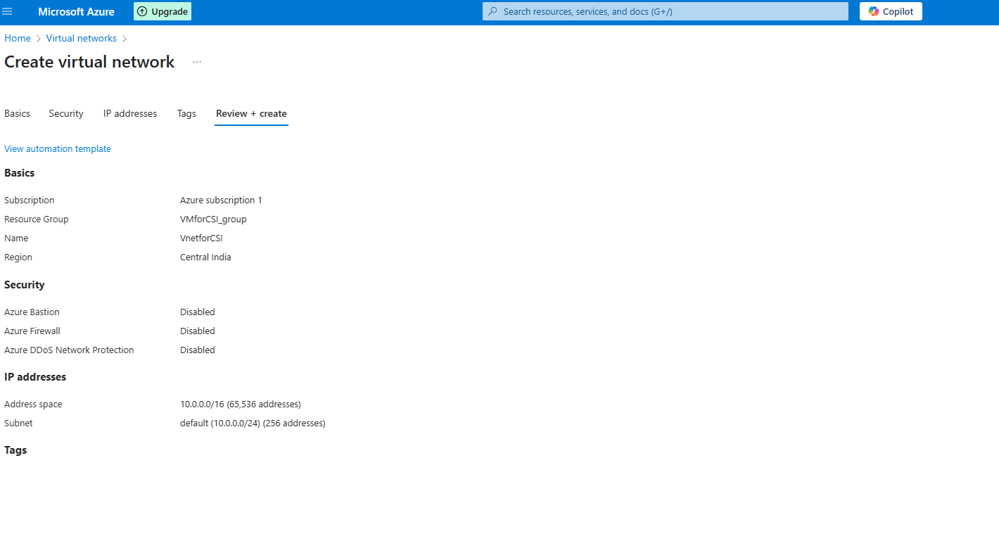 Microsoft Azure Upgrade Search resources, services, and docs (G+/) Copilot
Home > Virtual networks >
Create virtual network ...
Basics Security IP addresses Tags Review + create
View automation template
Basics
Subscription Azure subscription 1
Resource Group VMforCSI_group
Name VnetforCSI
Region Central India
Security
Azure Bastion Disabled
Azure Firewall Disabled
Azure DDoS Network Protection Disabled
IP addresses
Address space 10.0.0.0/16 (65,536 addresses)
Subnet default (10.0.0.0/24) (256 addresses)
Tags